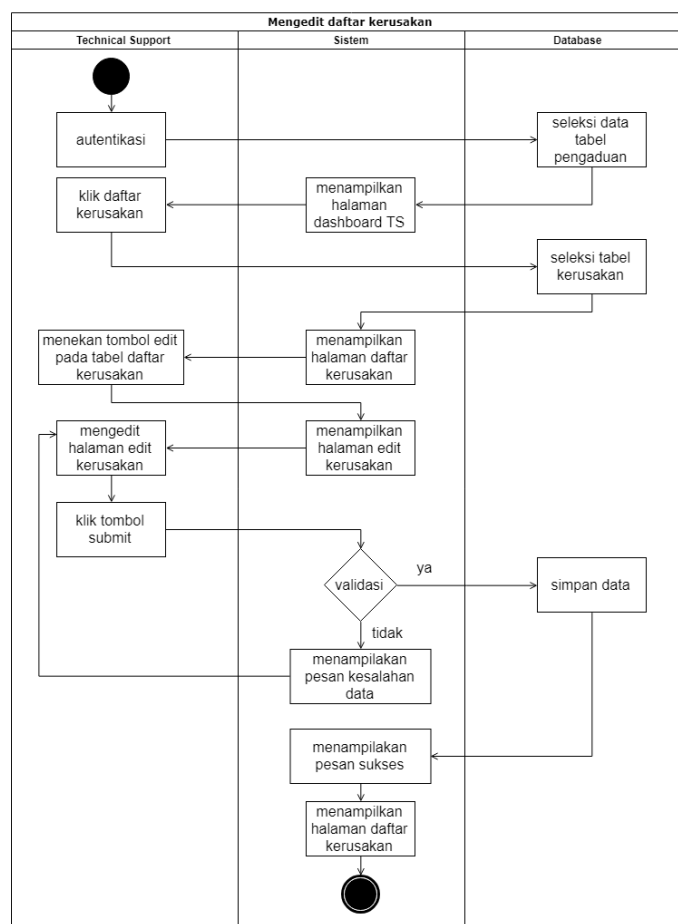 Mengedit daftar kerusakan
Technical Support
Sistem
Database
autentikasi
seleksi data
tabel
pengaduan
klik daftar
kerusakan
menampilkan
halaman
dashboard TS
seleksi tabel
kerusakan
menekan tombol edit
pada tabel daftar
kerusakan
menampilkan
halaman daftar
kerusakan
mengedit
halaman edit
kerusakan
menampilkan
halaman edit
kerusakan
klik tombol
submit
validasi
ya
simpan data
tidak
menampilakan
pesan kesalahan
data
menampilakan
pesan sukses
menampilkan
halaman daftar
kerusakan